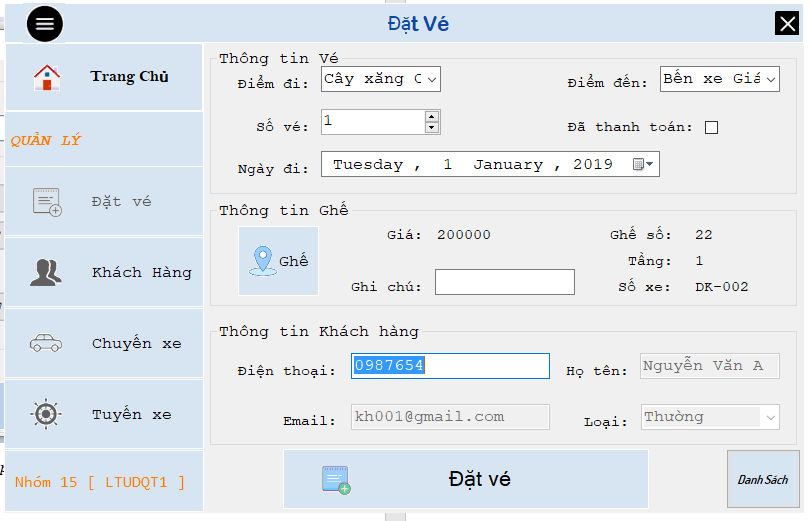 Đặt Vé
Trang Chủ
QUẢN LÝ
Đặt vé
Khách Hàng
Chuyến xe
Tuyến xe
Nhóm 15 [ LTUDQT1 ]
Thông tin Vé
Điểm đi: Cây xăng C Điểm đến: Bến xe Giá
Số vé: 1 Đã thanh toán:
Ngày đi: Tuesday , 1 January , 2019
Thông tin Ghế
Ghế
Giá: 200000 Ghế số: 22
Tầng: 1
Ghi chú: Số xe: DK-002
Thông tin Khách hàng
Điện thoại: 0987654 Họ tên: Nguyễn Văn A
Email: kh001@gmail.com Loại: Thường
Đặt vé
Danh Sách